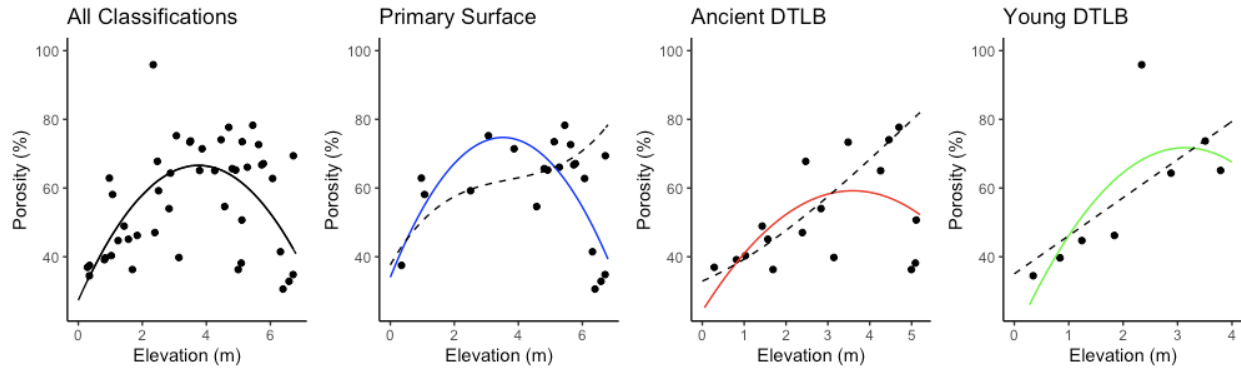 All Classifications
Porosity (%)
100
80
60
40
0
2
4
6
Elevation (m)
Primary Surface
Porosity (%)
100
80
60
40
0
2
4
6
Elevation (m)
Ancient DTLB
Porosity (%)
100
80
60
40
0
1
2
3
4
5
Elevation (m)
Young DTLB
Porosity (%)
100
80
60
40
0
1
2
3
4
Elevation (m)